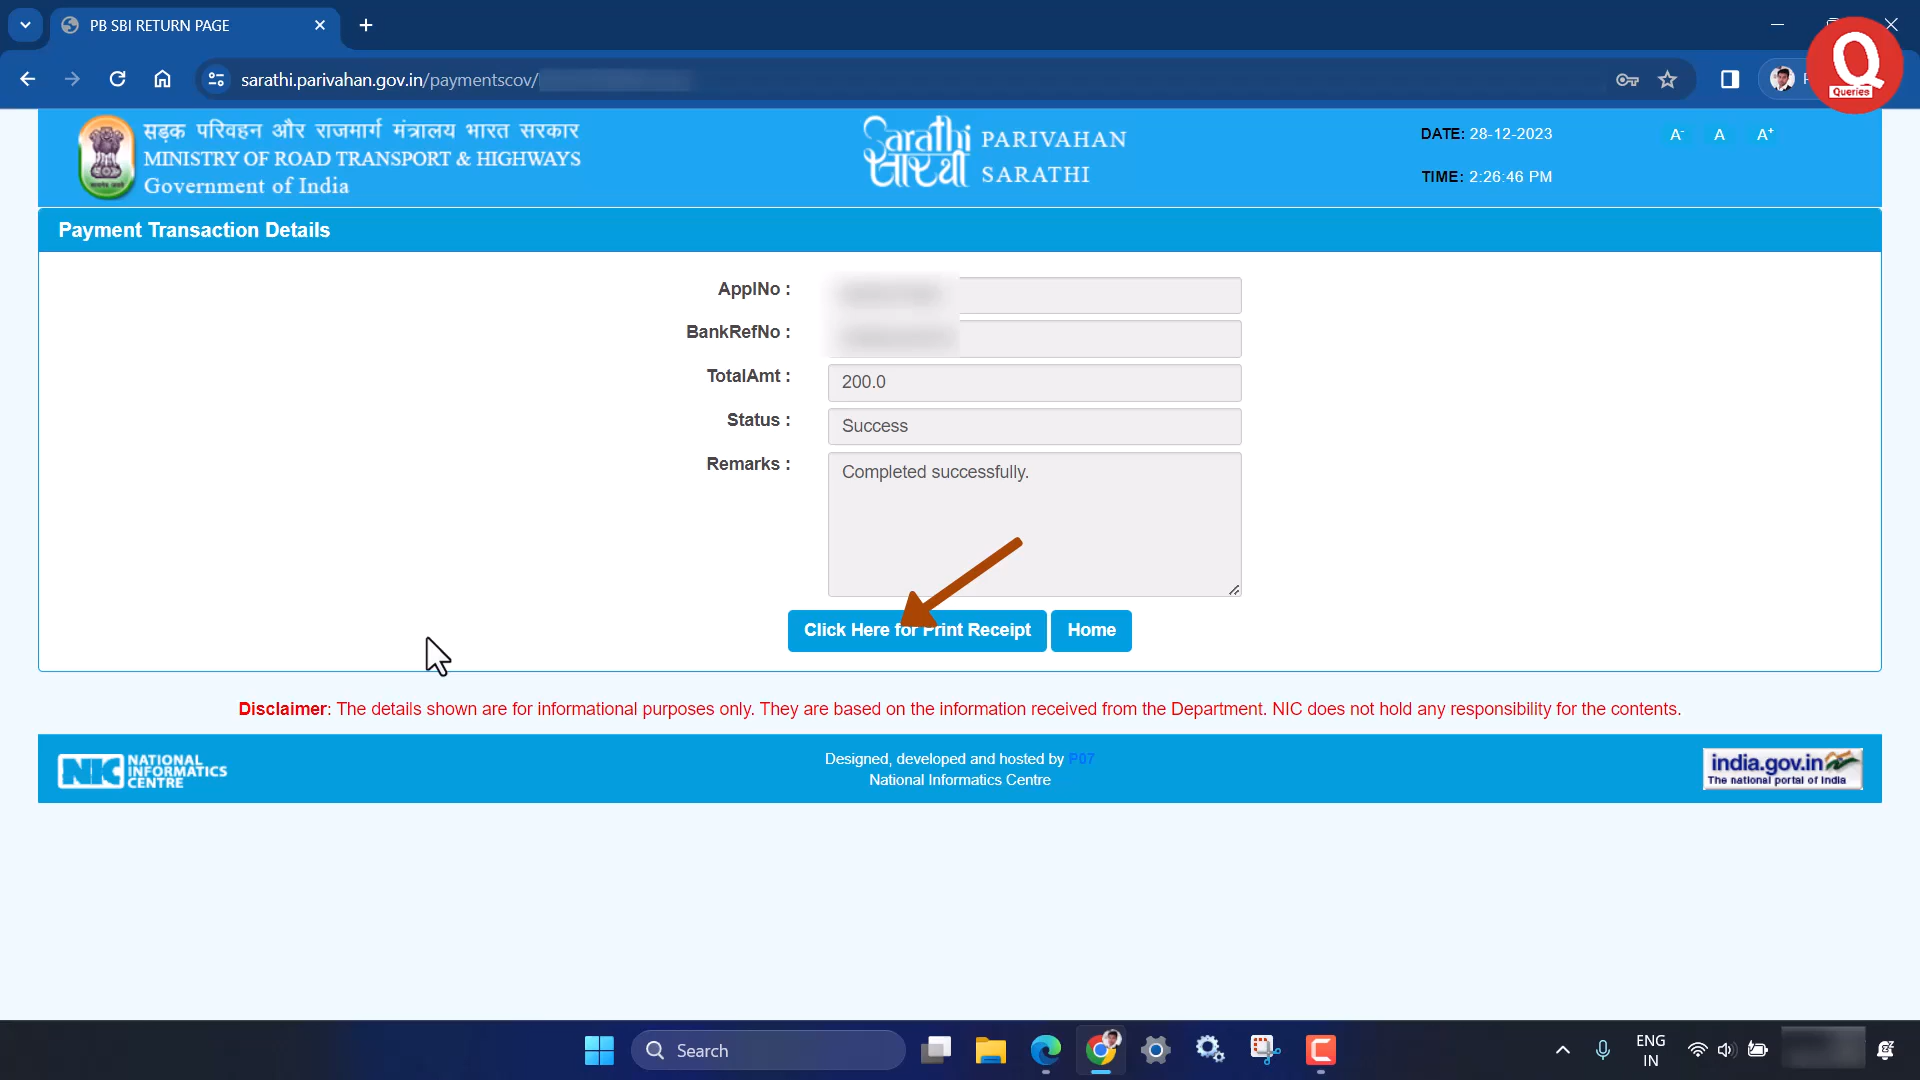 PB SBI RETURN PAGE
sarathi.parivahan.gov.in/paymentscov/
Queries
सड़क परिवहन और राजमार्ग मंत्रालय भारत सरकार
MINISTRY OF ROAD TRANSPORT & HIGHWAYS
Government of India
Sarathi
सारथी
PARIVAHAN
SARATHI
DATE: 28-12-2023
TIME: 2:26:46 PM
A- A A+
Payment Transaction Details
ApplNo :
BankRefNo :
TotalAmt : 200.0
Status : Success
Remarks : Completed successfully.
Click Here for Print Receipt Home
Disclaimer: The details shown are for informational purposes only. They are based on the information received from the Department. NIC does not hold any responsibility for the contents.
NIC NATIONAL
INFORMATICS
CENTRE
Designed, developed and hosted by P07
National Informatics Centre
india.gov.in
The national portal of India
Search
ENG
IN